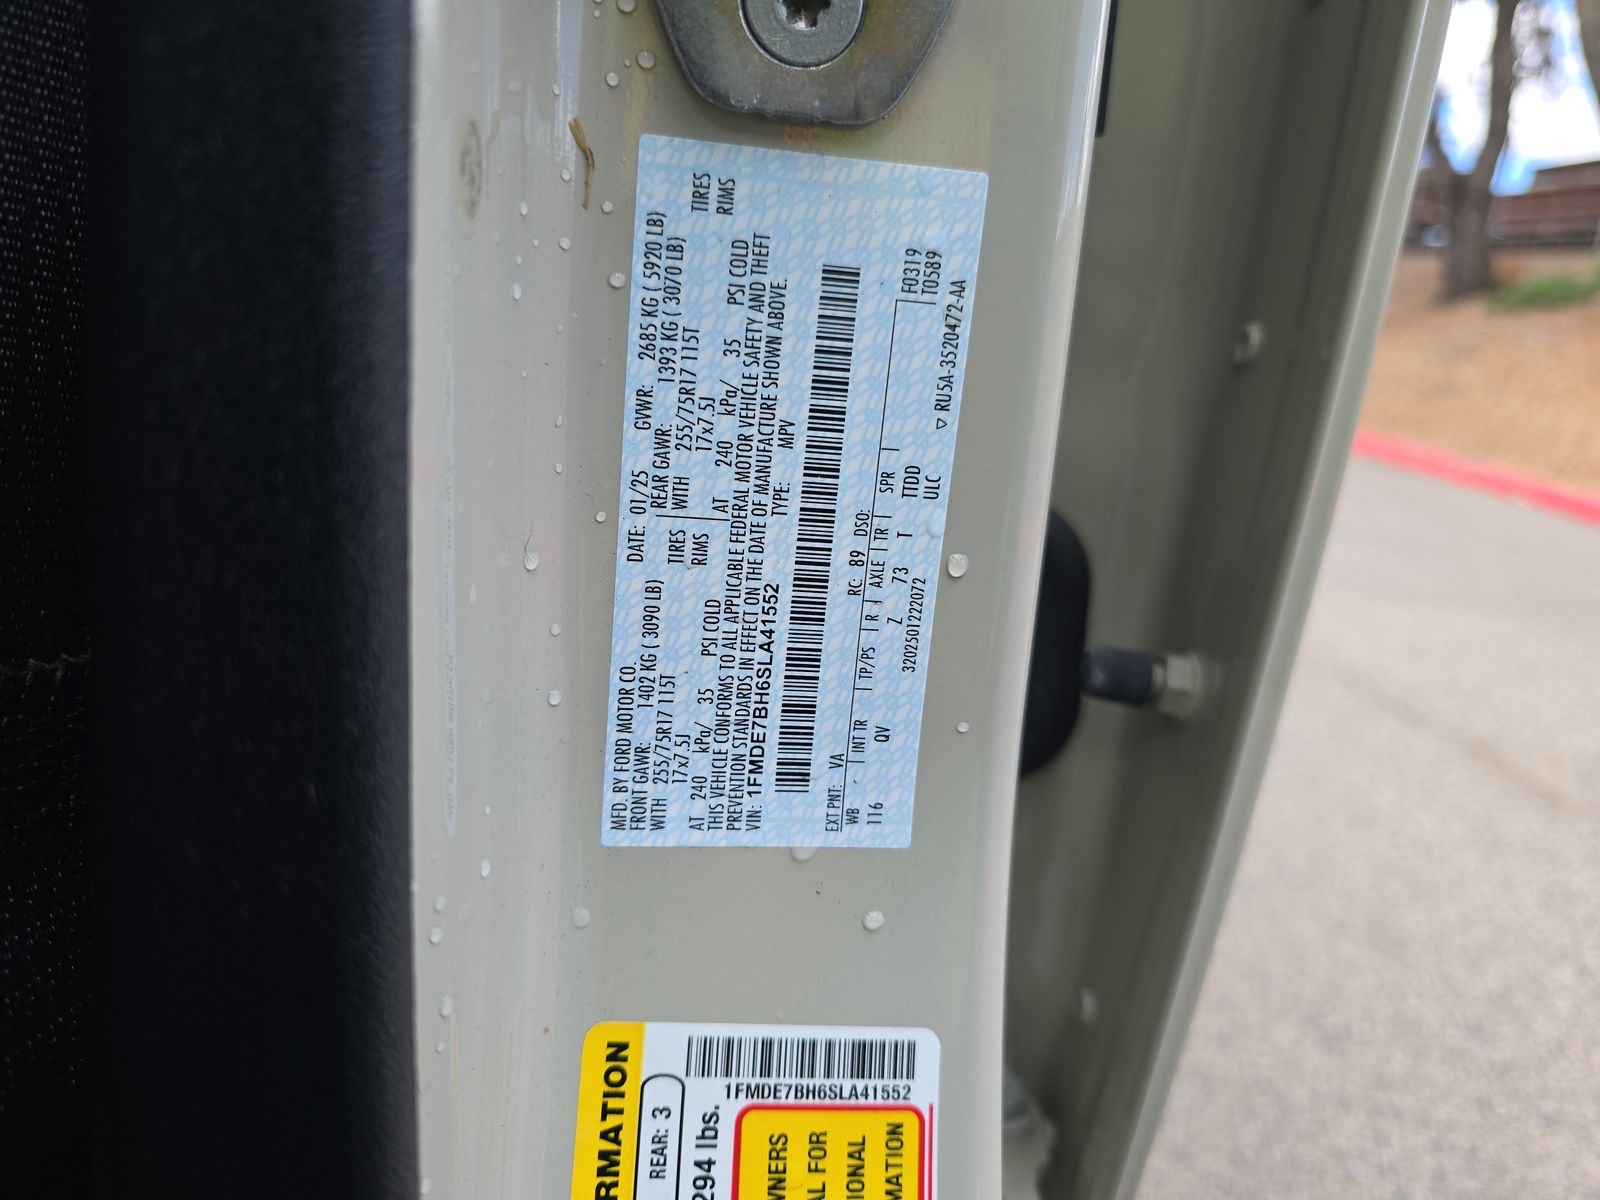 MFD. BY FORD MOTOR CO.
DATE: 01/25 GVWR: 2685 KG ( 5920 LB)
FRONT GAWR: 1402 KG ( 3090 LB) REAR GAWR: 1393 KG ( 3070 LB)
WITH 255/75R17 115T TIRES WITH 255/75R17 115T TIRES
17x7.5J RIMS 17x7.5J RIMS
AT 240 kPa/ 35 PSI COLD AT 240 kPa/ 35 PSI COLD
THIS VEHICLE CONFORMS TO ALL APPLICABLE FEDERAL MOTOR VEHICLE SAFETY AND THEFT
PREVENTION STANDARDS IN EFFECT ON THE DATE OF MANUFACTURE SHOWN ABOVE.
VIN: 1FMDE7BH6SLA41552 TYPE: MPV
EXT PNT: VA RC: 89 DSO:
WB INT TR TP/PS R AXLE TR SPR F0319
116 QV Z 73 T TTDD T0589
3202501222072 ULC
▽ RU5A-3520472-AA
RMATION
REAR: 3
294 lbs.
1FMDE7BH6SLA41552
WNERS
AL FOR
IONAL
MATION